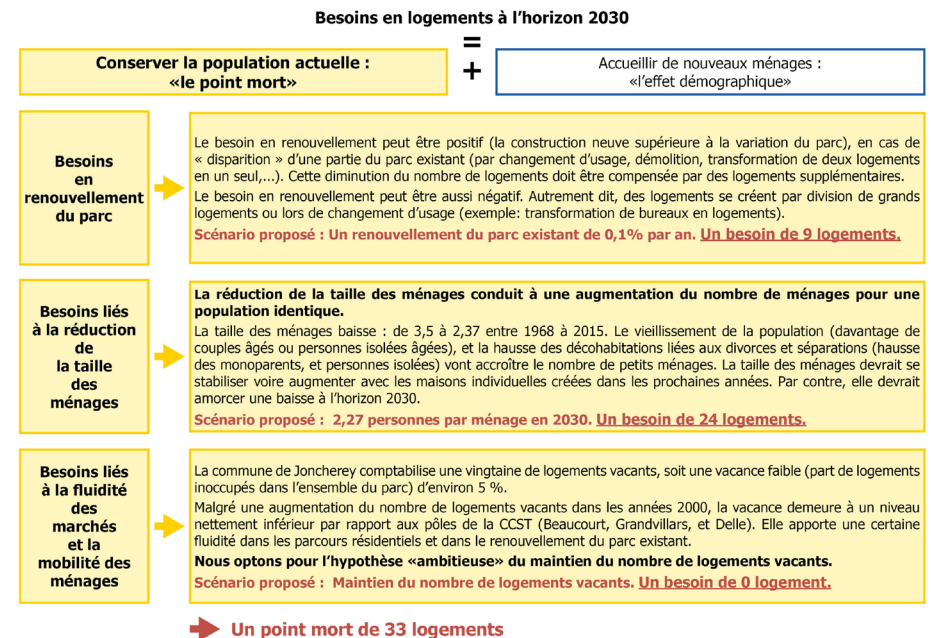 Besoins en logements à l’horizon 2030
=
Conserver la population actuelle :
«le point mort»
+
Accueillir de nouveaux ménages :
«l’effet démographique»
Besoins
en
renouvellement
du parc
Le besoin en renouvellement peut être positif (la construction neuve supérieure à la variation du parc), en cas de
« disparition » d’une partie du parc existant (par changement d’usage, démolition, transformation de deux logements
en un seul,...). Cette diminution du nombre de logements doit être compensée par des logements supplémentaires.
Le besoin en renouvellement peut être aussi négatif. Autrement dit, des logements se créent par division de grands
logements ou lors de changement d’usage (exemple: transformation de bureaux en logements).
Scénario proposé : Un renouvellement du parc existant de 0,1% par an. Un besoin de 9 logements.
Besoins liés
à la réduction
de
la taille
des
ménages
La réduction de la taille des ménages conduit à une augmentation du nombre de ménages pour une
population identique.
La taille des ménages baisse : de 3,5 à 2,37 entre 1968 à 2015. Le vieillissement de la population (davantage de
couples âgés ou personnes isolées âgées), et la hausse des décohabitations liées aux divorces et séparations (hausse
des monoparents, et personnes isolées) vont accroître le nombre de petits ménages. La taille des ménages devrait se
stabiliser voire augmenter avec les maisons individuelles créées dans les prochaines années. Par contre, elle devrait
amorcer une baisse à l’horizon 2030.
Scénario proposé : 2,27 personnes par ménage en 2030. Un besoin de 24 logements.
Besoins liés
à la fluidité
des
marchés
et la
mobilité des
ménages
La commune de Joncherey comptabilise une vingtaine de logements vacants, soit une vacance faible (part de logements
inoccupés dans l’ensemble du parc) d’environ 5 %.
Malgré une augmentation du nombre de logements vacants dans les années 2000, la vacance demeure à un niveau
nettement inférieur par rapport aux pôles de la CCST (Beaucourt, Grandvillars, et Delle). Elle apporte une certaine
fluidité dans les parcours résidentiels et dans le renouvellement du parc existant.
Nous optons pour l’hypothèse «ambitieuse» du maintien du nombre de logements vacants.
Scénario proposé : Maintien du nombre de logements vacants. Un besoin de 0 logement.
Un point mort de 33 logements